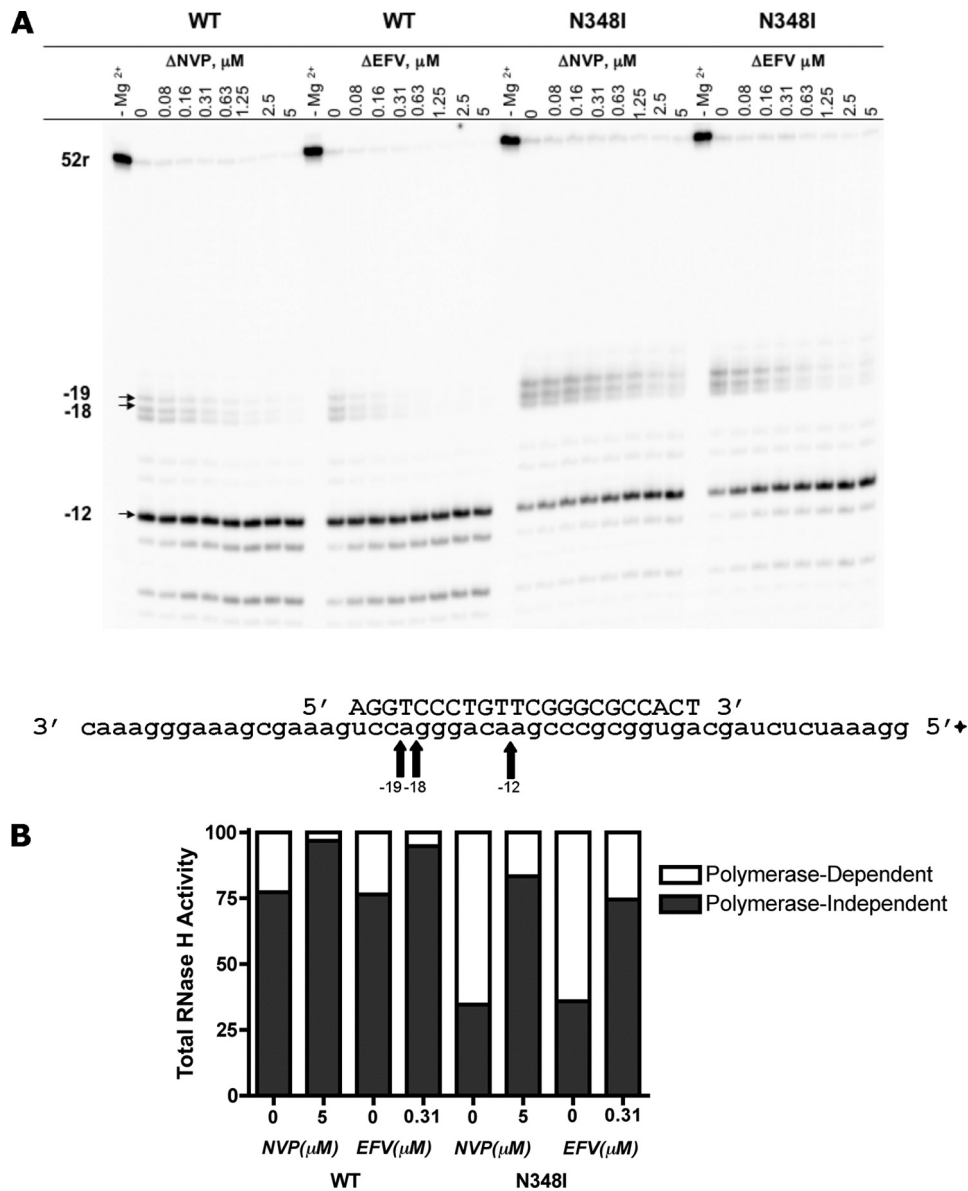 A
WT WT N348I N348I
ΔNVP, μM ΔEFV, μM ΔNVP, μM ΔEFV μM
- Mg 2+ 0 0.08 0.16 0.31 0.63 1.25 2.5 5 - Mg 2+ 0 0.08 0.16 0.31 0.63 1.25 2.5 5 - Mg 2+ 0 0.08 0.16 0.31 0.63 1.25 2.5 5 - Mg 2+ 0 0.08 0.16 0.31 0.63 1.25 2.5 5
52r
-19
-18
-12
5′ AGGTCCCTGTTCGGGCGCCACT 3′
3′ caaagggaaagcgaaaguccagggacaagcccgcggugacgaucucuaaagg 5′✦
-19 -18 -12
B
Total RNase H Activity
100
75
50
25
0
Polymerase-Dependent
Polymerase-Independent
0 5 0 0.31 0 5 0 0.31
NVP(μM) EFV(μM) NVP(μM) EFV(μM)
WT N348I